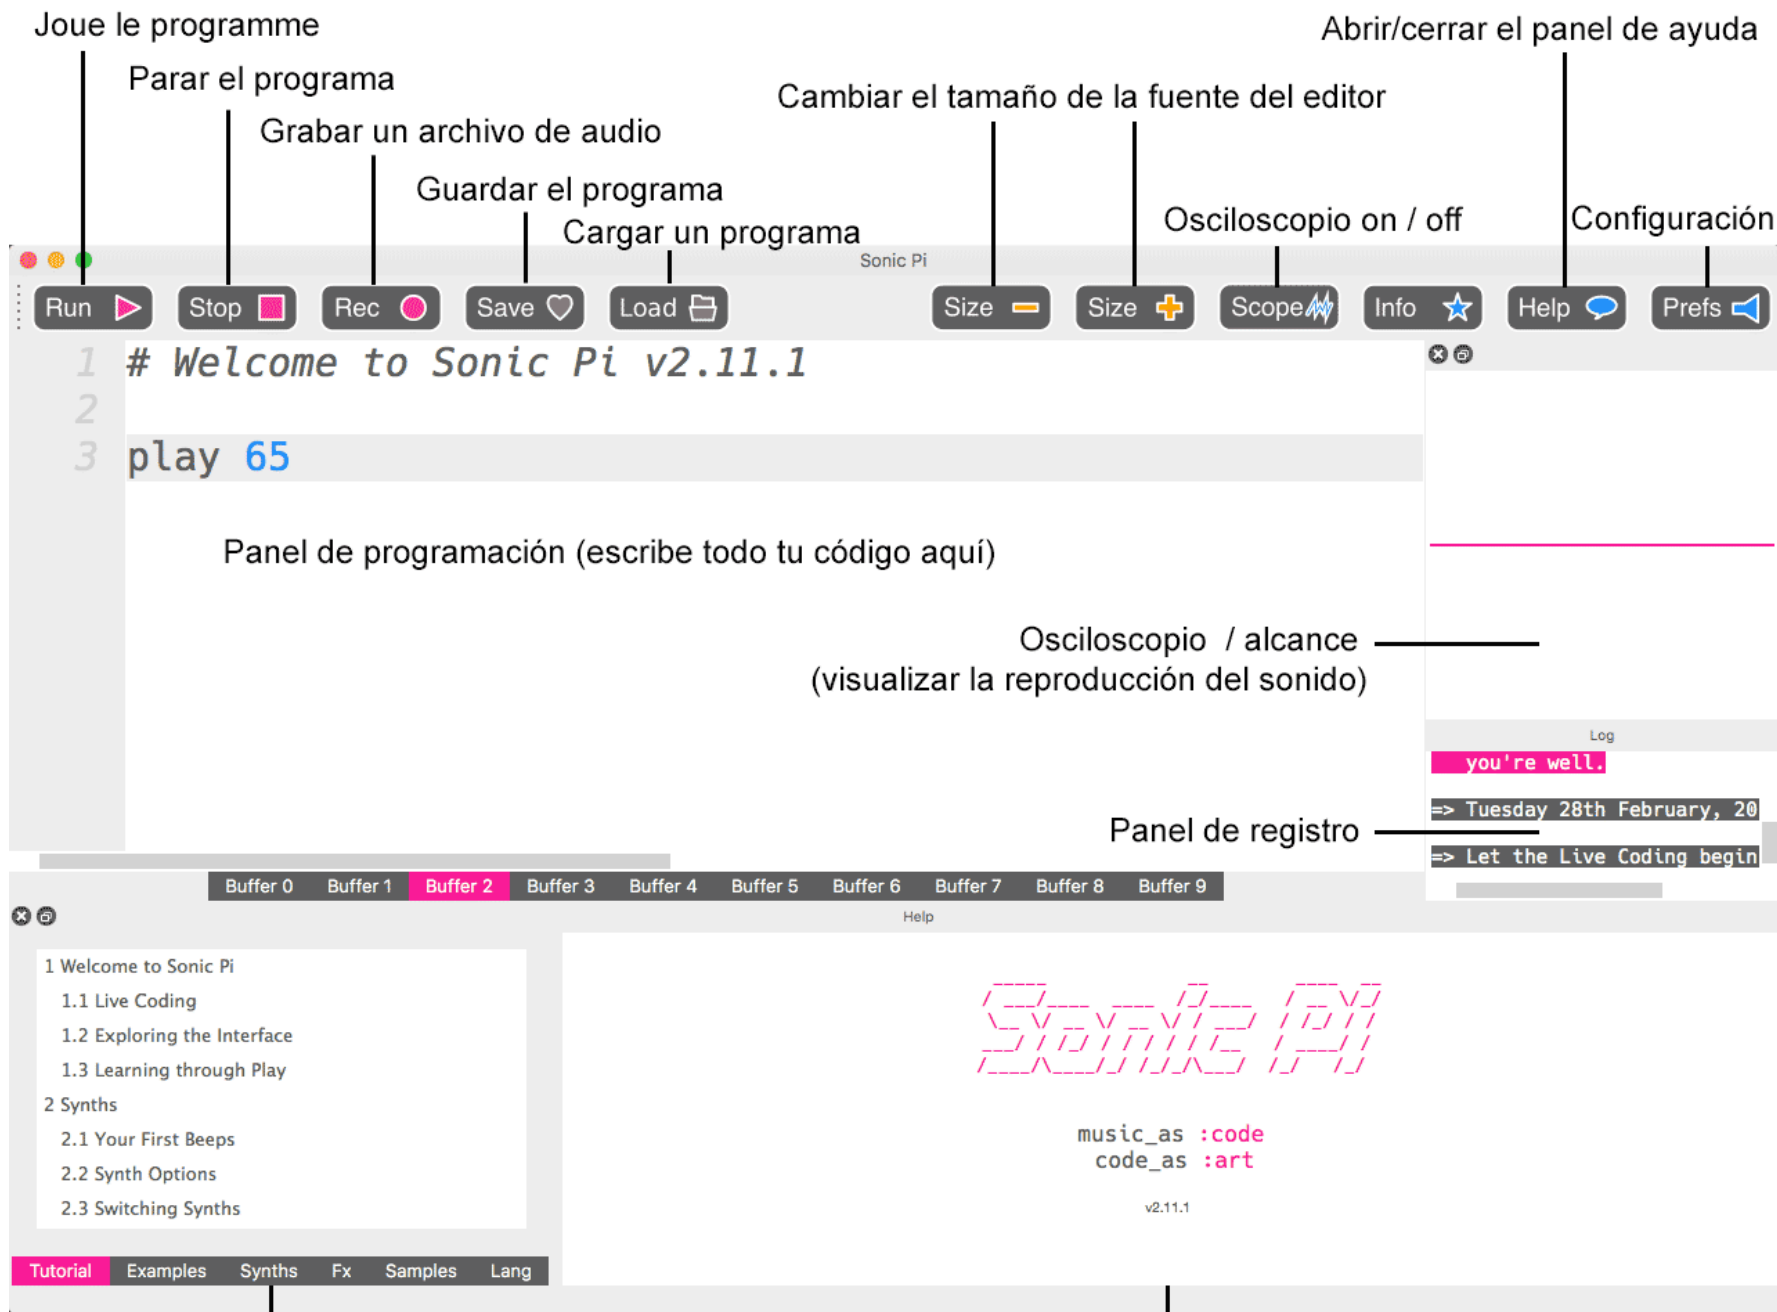 Joue le programme
Abrir/cerrar el panel de ayuda
Parar el programa
Cambiar el tamaño de la fuente del editor
Grabar un archivo de audio
Guardar el programa
Osciloscopio on / off
Configuración
Cargar un programa
Sonic Pi
Run Stop Rec Save Load Size Size Scope Info Help Prefs
1 # Welcome to Sonic Pi v2.11.1
2
3 play 65
Panel de programación (escribe todo tu código aquí)
Osciloscopio / alcance
(visualizar la reproducción del sonido)
Log
you're well.
=> Tuesday 28th February, 20
Panel de registro
=> Let the Live Coding begin
Buffer 0 Buffer 1 Buffer 2 Buffer 3 Buffer 4 Buffer 5 Buffer 6 Buffer 7 Buffer 8 Buffer 9
Help
1 Welcome to Sonic Pi
1.1 Live Coding
1.2 Exploring the Interface
1.3 Learning through Play
2 Synths
2.1 Your First Beeps
2.2 Synth Options
2.3 Switching Synths
Sonic Pi
music_as :code
code_as :art
v2.11.1
Tutorial Examples Synths Fx Samples Lang